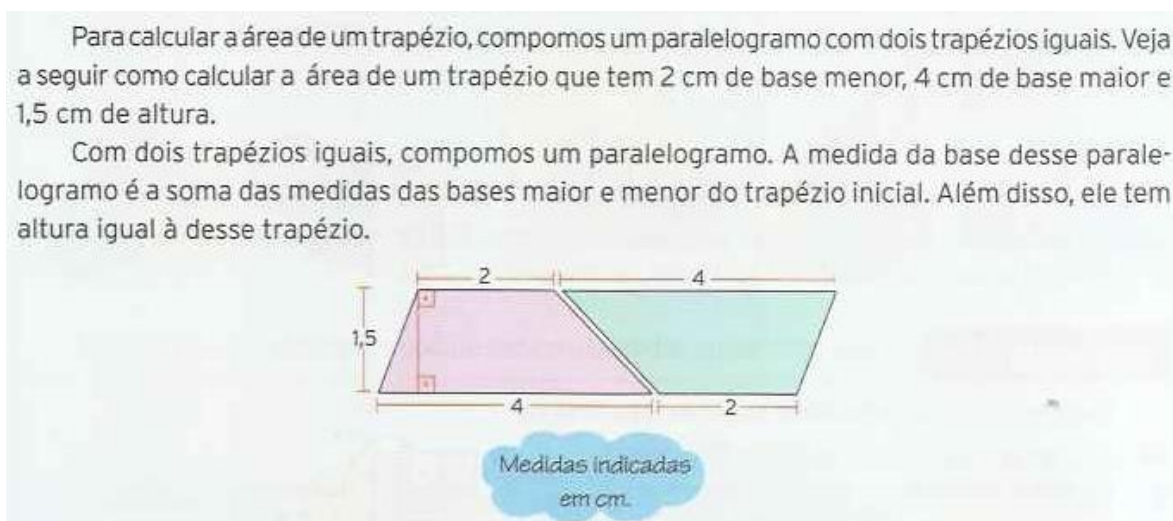 Para calcular a área de um trapézio, compomos um paralelogramo com dois trapézios iguais. Veja
a seguir como calcular a área de um trapézio que tem 2 cm de base menor, 4 cm de base maior e
1,5 cm de altura.
Com dois trapézios iguais, compomos um paralelogramo. A medida da base desse parale-
logramo é a soma das medidas das bases maior e menor do trapézio inicial. Além disso, ele tem
altura igual à desse trapézio.
2 4
1,5
4 2
Medidas indicadas
em cm.